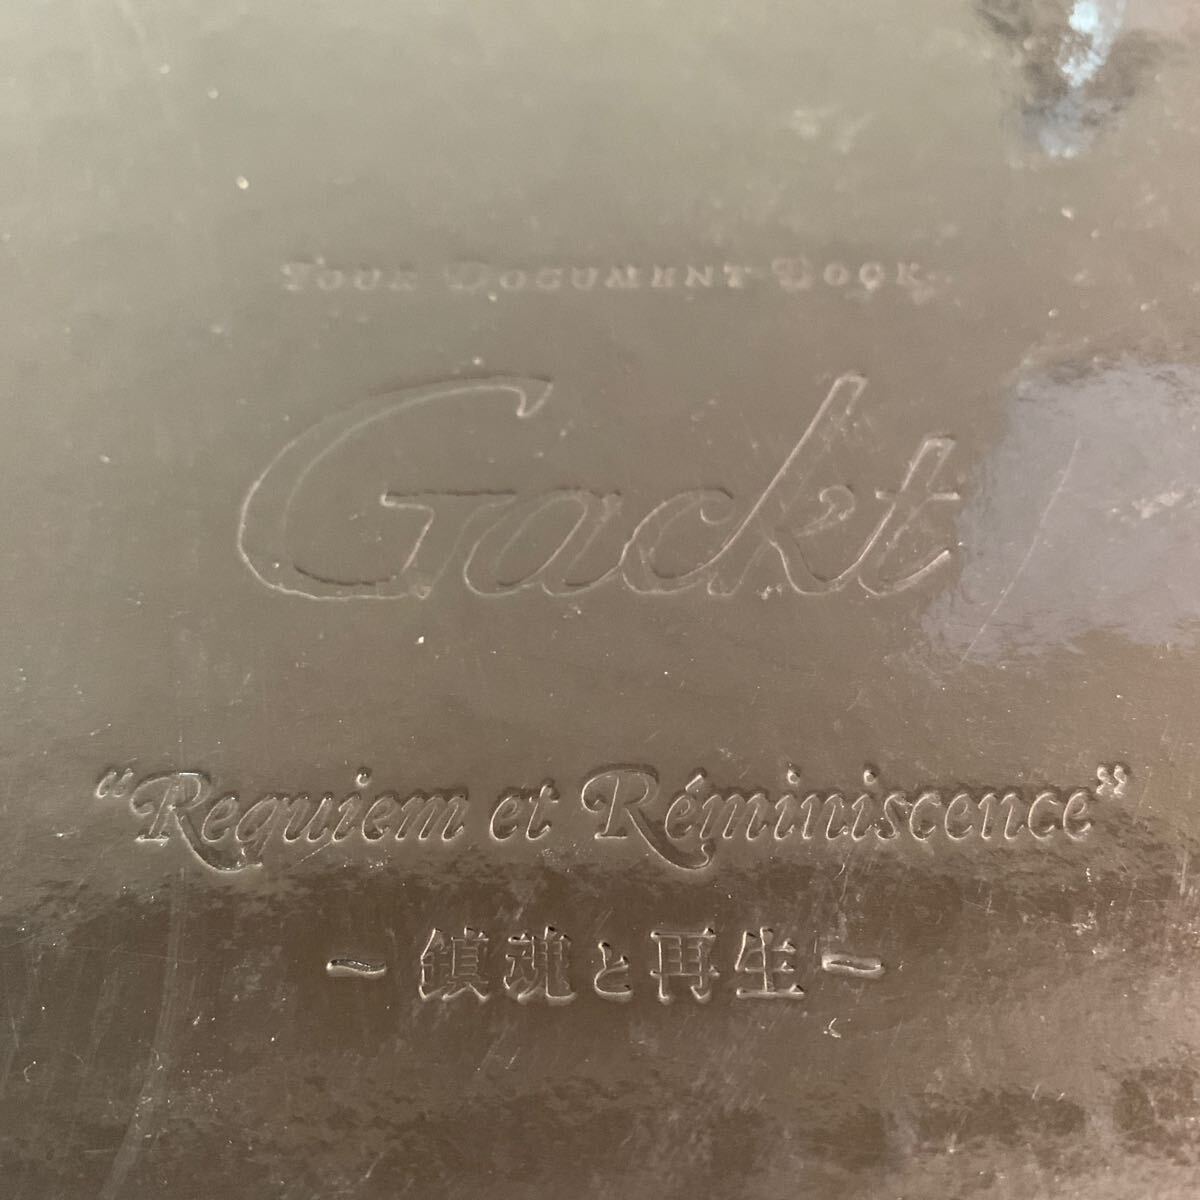 TOUR DOCUMENT BOOK
Gackt
“Requiem et Réminiscence”
～鎮魂と再生～